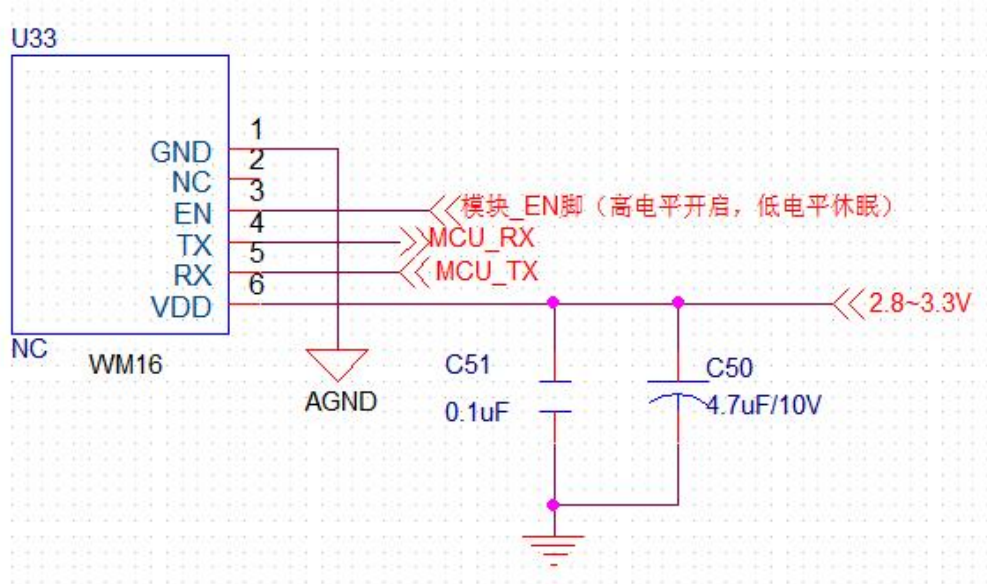 U33
1
GND
2
NC
3
EN
模块_EN脚（高电平开启，低电平休眠）
4
TX
MCU_RX
5
RX
MCU_TX
6
VDD
2.8~3.3V
NC
WM16
AGND
C51
0.1uF
C50
4.7uF/10V